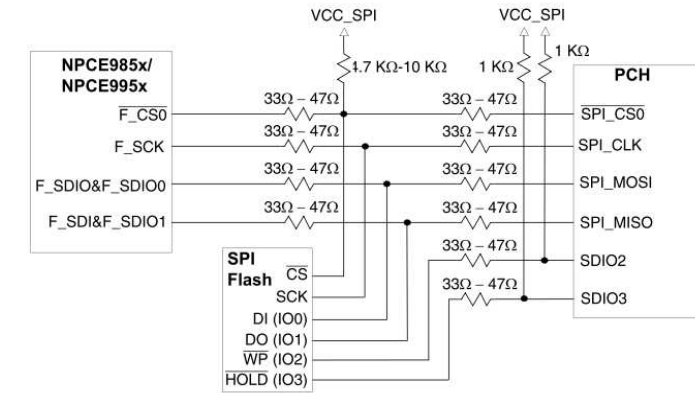 VCC_SPI VCC_SPI
4.7 KΩ-10 KΩ 1 KΩ 1 KΩ
NPCE985x/
NPCE995x
PCH
F_CS0 33Ω – 47Ω 33Ω – 47Ω SPI_CS0
F_SCK 33Ω – 47Ω 33Ω – 47Ω SPI_CLK
F_SDIO&F_SDIO0 33Ω – 47Ω 33Ω – 47Ω SPI_MOSI
F_SDI&F_SDIO1 33Ω – 47Ω 33Ω – 47Ω SPI_MISO
33Ω – 47Ω SDIO2
33Ω – 47Ω SDIO3
SPI
Flash
CS
SCK
DI (IO0)
DO (IO1)
WP (IO2)
HOLD (IO3)